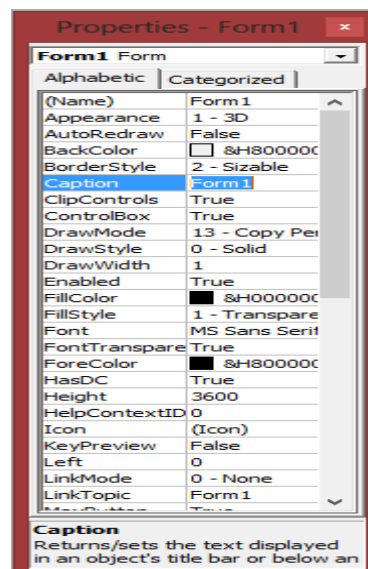 Properties - Form1
Form1 Form
Alphabetic Categorized
(Name) Form1
Appearance 1 - 3D
AutoRedraw False
BackColor &H800000
BorderStyle 2 - Sizable
Caption Form1
ClipControls True
ControlBox True
DrawMode 13 - Copy Pe
DrawStyle 0 - Solid
DrawWidth 1
Enabled True
FillColor &H000000
FillStyle 1 - Transpare
Font MS Sans Serif
FontTranspare True
ForeColor &H800000
HasDC True
Height 3600
HelpContextID 0
Icon (Icon)
KeyPreview False
Left 0
LinkMode 0 - None
LinkTopic Form1
Caption
Returns/sets the text displayed
in an object's title bar or below an